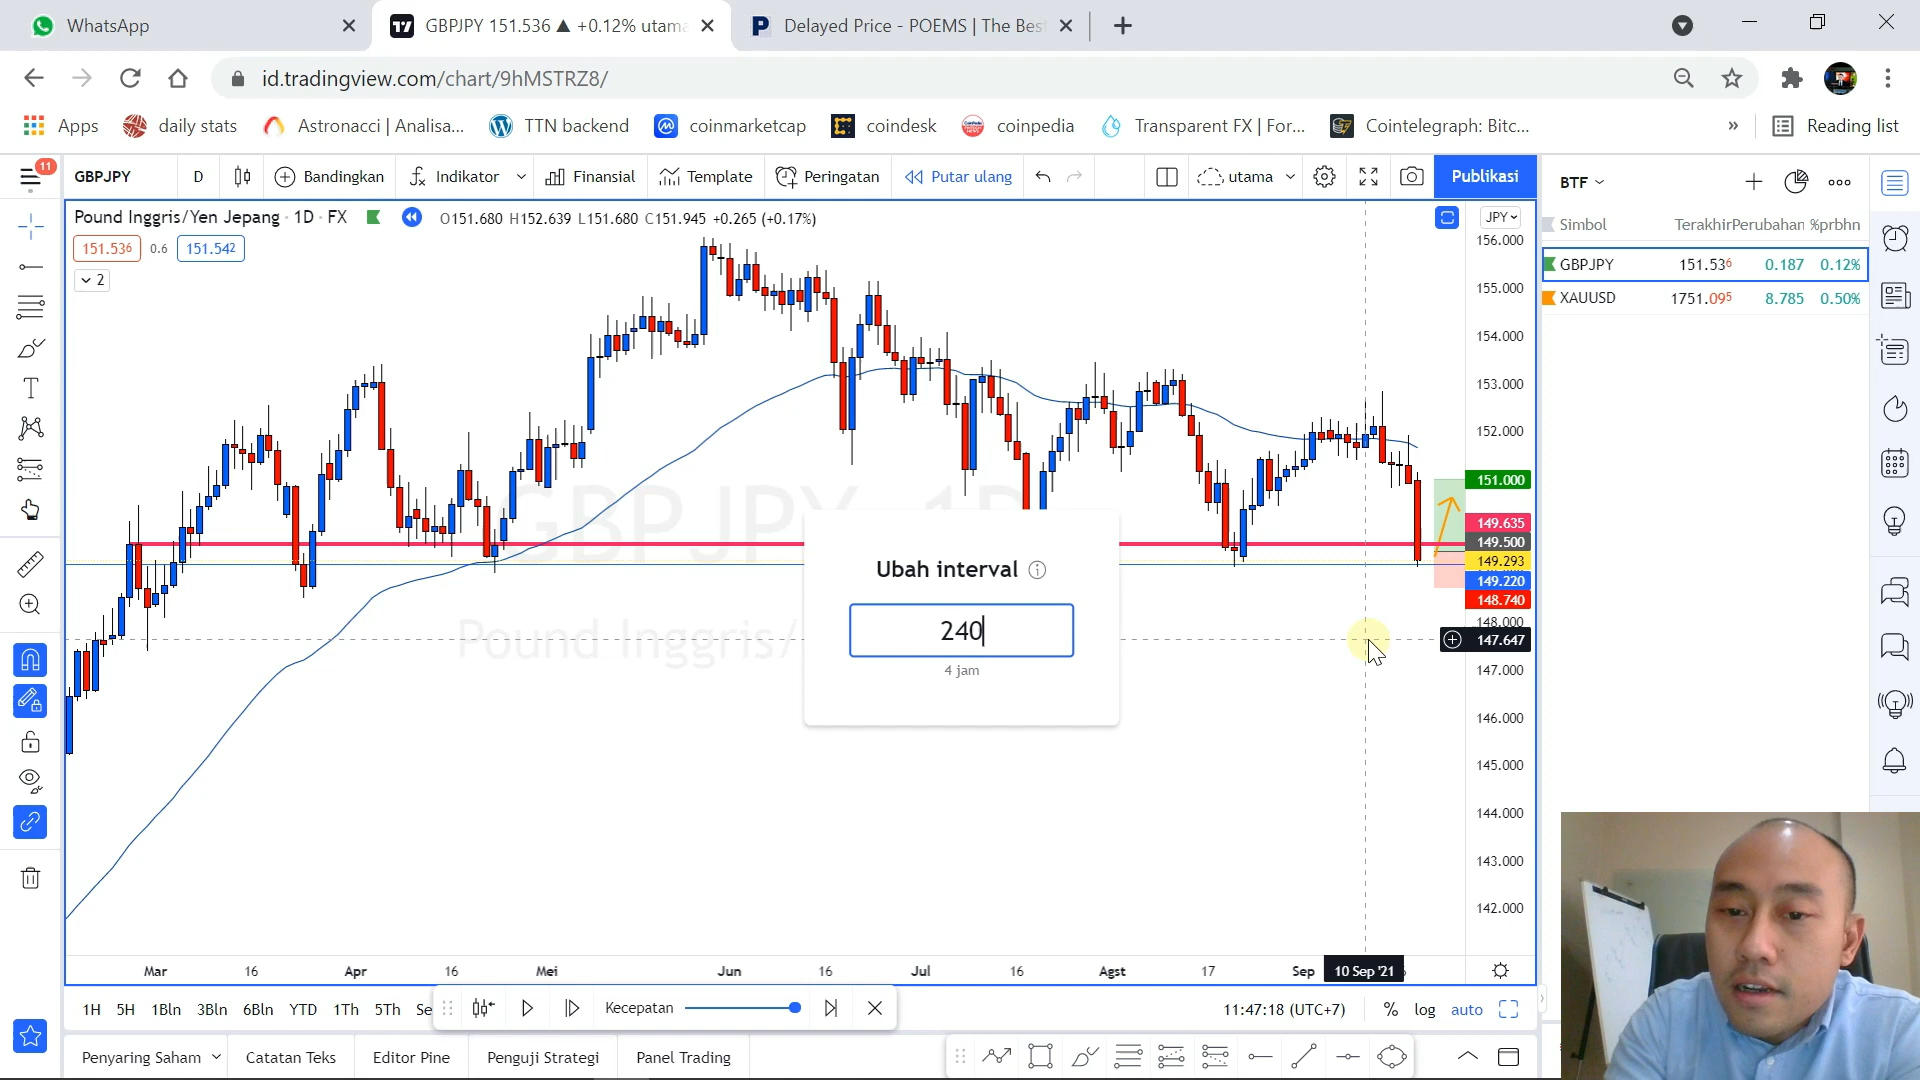 WhatsApp
GBPJPY 151.536 ▲ +0.12% utama
Delayed Price - POEMS | The Bes
id.tradingview.com/chart/9hMSTRZ8/
Apps
daily stats
Astronacci | Analisa...
TTN backend
coinmarketcap
coindesk
coinpedia
Transparent FX | For...
Cointelegraph: Bitc...
»
Reading list
11
GBPJPY
D
Bandingkan
Indikator
Finansial
Template
Peringatan
Putar ulang
utama
Publikasi
BTF
Pound Inggris/Yen Jepang · 1D · FX
O151.680 H152.639 L151.680 C151.945 +0.265 (+0.17%)
JPY
151.536
0.6
151.542
2
Simbol
Terakhir
Perubahan
%prbhn
GBPJPY
151.536
0.187
0.12%
XAUUSD
1751.095
8.785
0.50%
156.000
155.000
154.000
153.000
152.000
151.000
149.635
149.500
149.293
149.220
148.740
148.000
147.647
147.000
146.000
145.000
144.000
143.000
142.000
GBPJPY, 1D
Pound Inggris/
Ubah interval
240
4 jam
Mar
16
Apr
16
Mei
Jun
16
Jul
16
Agst
17
Sep
10 Sep '21
1H
5H
1Bln
3Bln
6Bln
YTD
1Th
5Th
Se
Kecepatan
11:47:18 (UTC+7)
%
log
auto
Penyaring Saham
Catatan Teks
Editor Pine
Penguji Strategi
Panel Trading